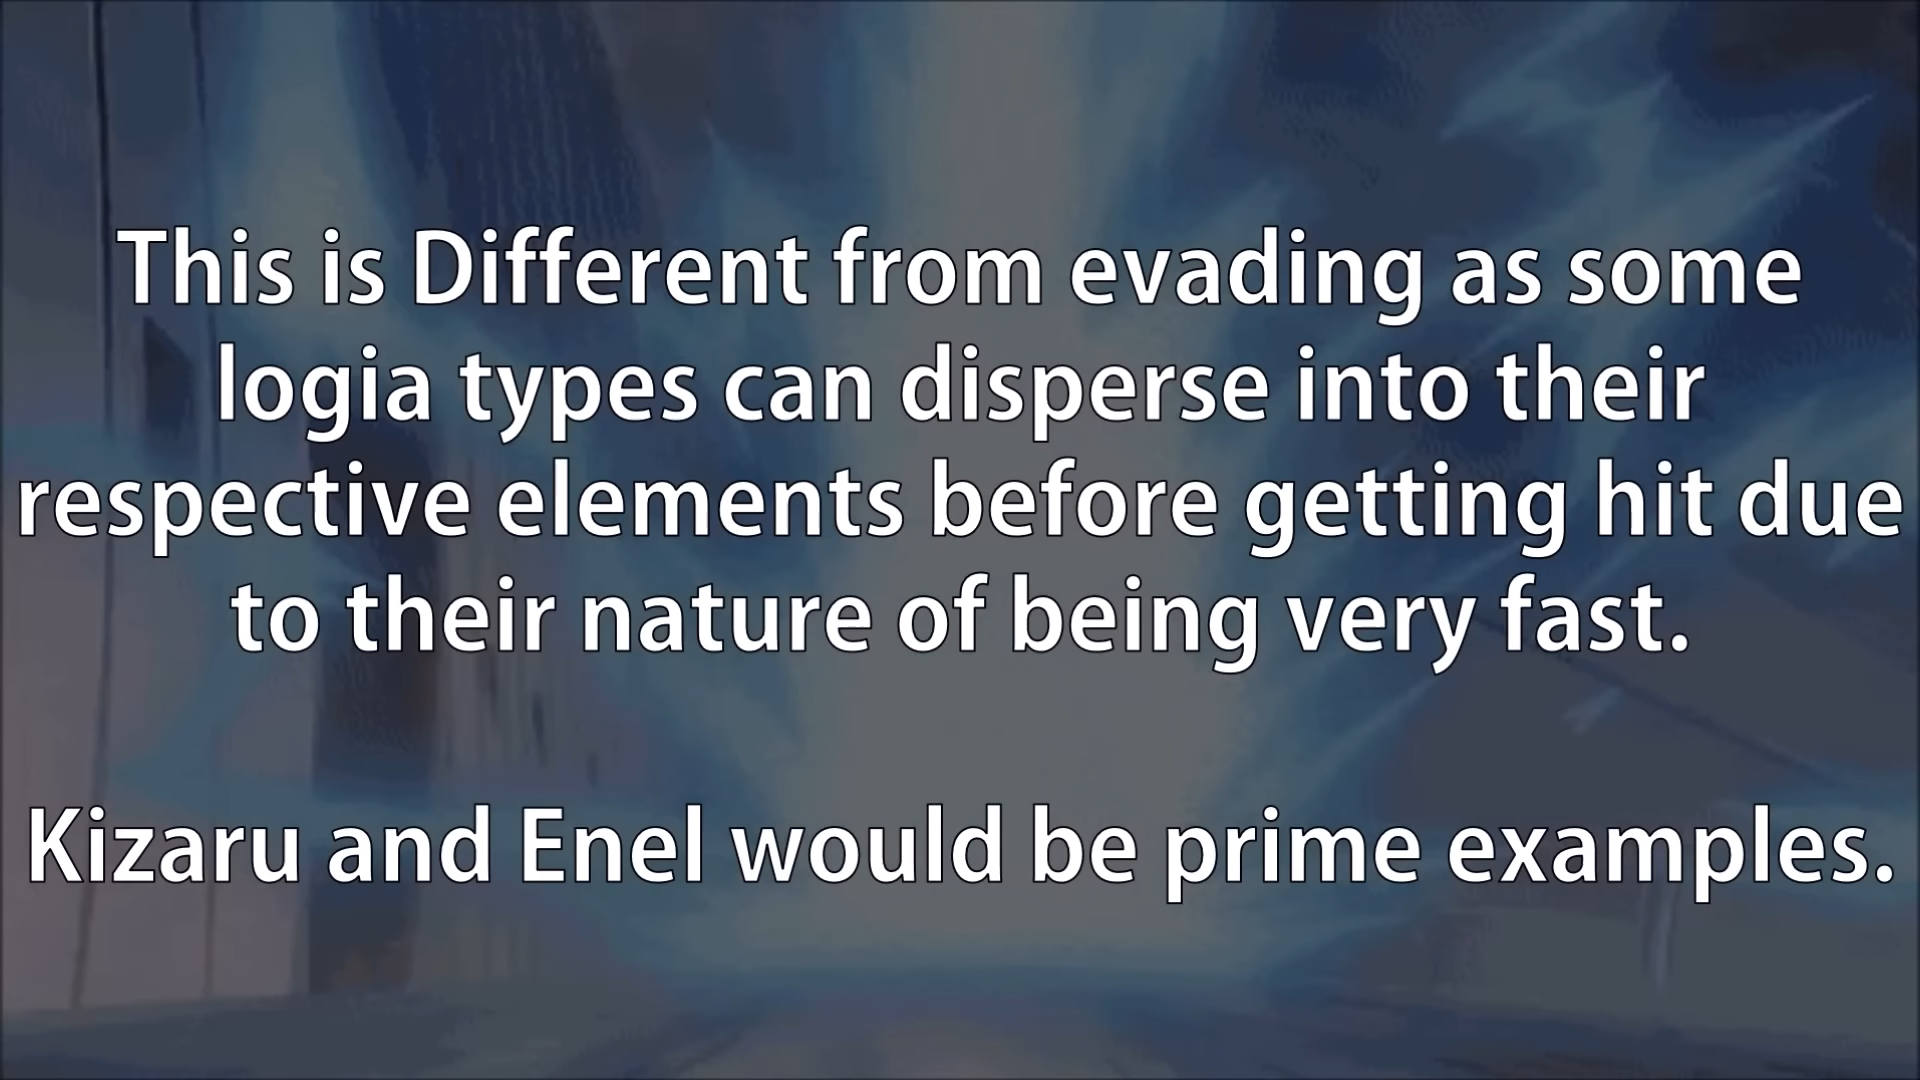 This is Different from evading as some
logia types can disperse into their
respective elements before getting hit due
to their nature of being very fast.
Kizaru and Enel would be prime examples.